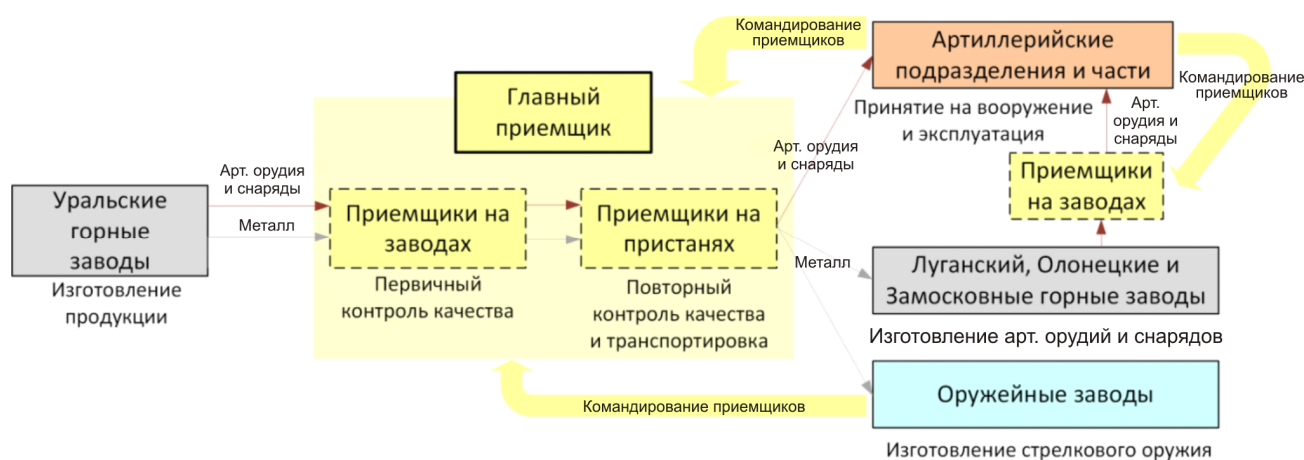 Командирование
приемщиков
Артиллерийские
подразделения и части
Командирование
приемщиков
Главный
приемщик
Принятие на вооружение
и эксплуатация
Арт.
орудия и
снаряды
Арт. орудия
и снаряды
Арт. орудия
и снаряды
Приемщики
на заводах
Уральские
горные
заводы
Металл
Приемщики на
заводах
Приемщики на
пристанях
Металл
Луганский, Олонецкие и
Замосковные горные заводы
Изготовление
продукции
Первичный
контроль качества
Повторный
контроль качества
и транспортировка
Изготовление арт. орудий и снарядов
Оружейные заводы
Командирование приемщиков
Изготовление стрелкового оружия